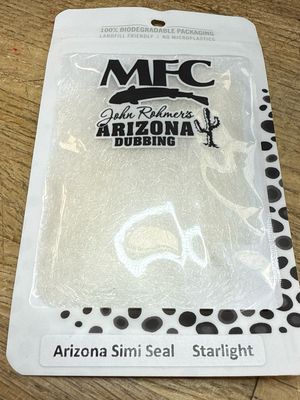 100% BIODEGRADABLE PACKAGING
LANDFILL FRIENDLY / NO MICROPLASTICS
MFC
John Rohmer's
ARIZONA
DUBBING
Arizona Simi Seal Starlight